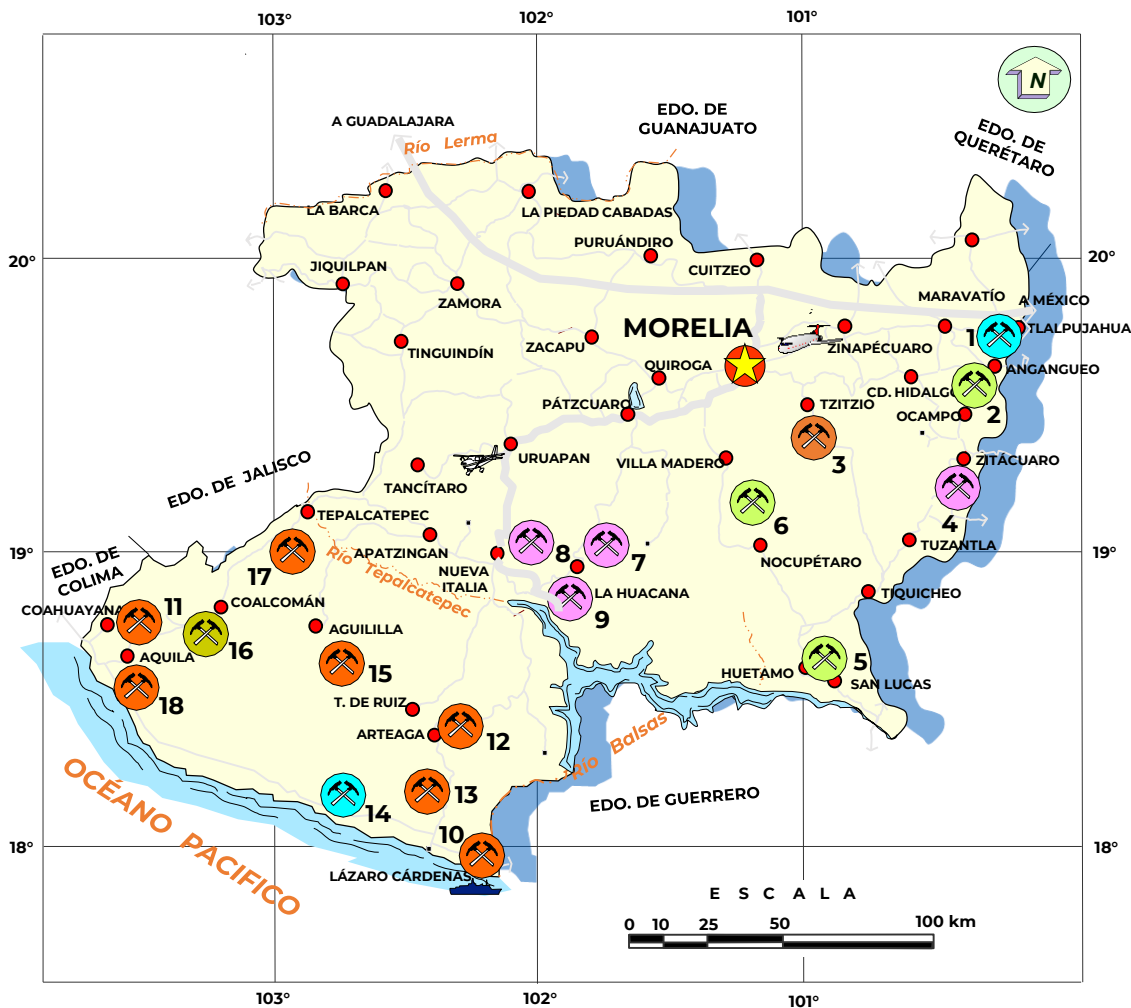 103°
102°
101°
N
A GUADALAJARA
Río Lerma
EDO. DE
GUANAJUATO
EDO. DE
QUERÉTARO
LA BARCA
LA PIEDAD CABADAS
PURUÁNDIRO
CUITZEO
20°
20°
JIQUILPAN
ZAMORA
MARAVATÍO
A MÉXICO
TLALPUJAHUA
1
MORELIA
ZINAPÉCUARO
TINGUINDÍN
ZACAPU
QUIROGA
ANGANGUEO
CD. HIDALGO
2
PÁTZCUARO
TZITZIO
OCAMPO
3
URUAPAN
VILLA MADERO
ZITÁCUARO
EDO. DE JALISCO
TANCÍTARO
4
TEPALCATEPEC
6
APATZINGAN
Río Tepalcatepec
8
7
NOCUPÉTARO
TUZANTLA
19°
19°
EDO. DE
COLIMA
17
NUEVA
ITALIA
LA HUACANA
9
TIQUICHEO
COAHUAYANA
11
COALCOMÁN
16
AGUILILLA
AQUILA
15
18
HUETAMO
5
SAN LUCAS
T. DE RUIZ
ARTEAGA
12
Río Balsas
OCÉANO PACIFICO
14
13
EDO. DE GUERRERO
10
18°
18°
LÁZARO CÁRDENAS
ESCALA
0 10 25 50 100 km
103°
102°
101°